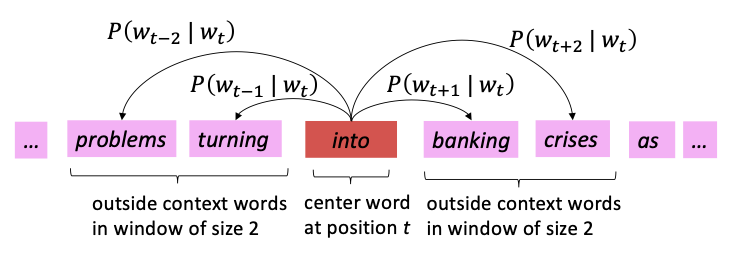 P(w_{t−2} | w_t)
P(w_{t+2} | w_t)
P(w_{t−1} | w_t)
P(w_{t+1} | w_t)
... problems turning into banking crises as ...
outside context words
in window of size 2
center word
at position t
outside context words
in window of size 2